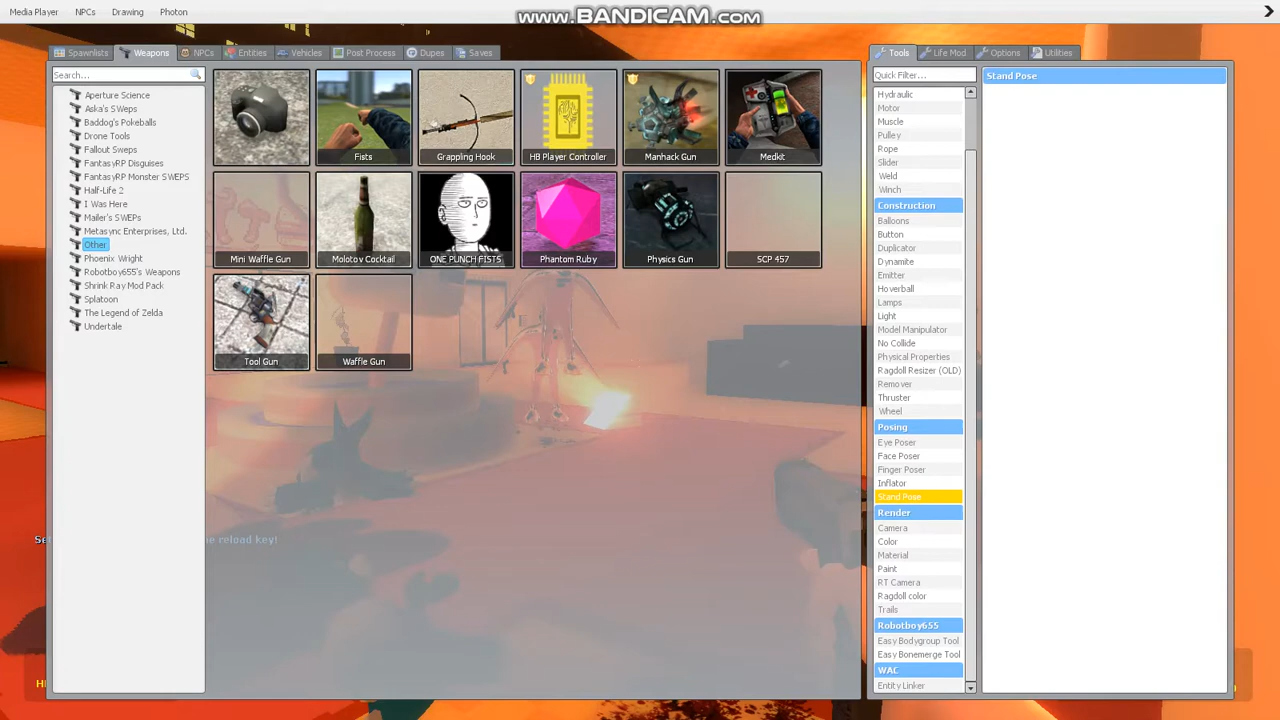 Media Player NPCs Drawing Photon
www.BANDICAM.com
Spawnlists Weapons NPCs Entities Vehicles Post Process Dupes Saves
Search...
Aperture Science
Aska's SWeps
Baddog's Pokeballs
Drone Tools
Fallout Sweps
FantasyRP Disguises
FantasyRP Monster SWEPS
Half-Life 2
I Was Here
Mailer's SWEPs
Metasync Enterprises, Ltd.
Other
Phoenix Wright
Robotboy655's Weapons
Shrink Ray Mod Pack
Splatoon
The Legend of Zelda
Undertale
Fists
Grappling Hook
HB Player Controller
Manhack Gun
Medkit
Mini Waffle Gun
Molotov Cocktail
ONE PUNCH FISTS
Phantom Ruby
Physics Gun
SCP 457
Tool Gun
Waffle Gun
e reload key!
Tools Life Mod Options Utilities
Quick Filter...
Hydraulic
Motor
Muscle
Pulley
Rope
Slider
Weld
Winch
Construction
Balloons
Button
Duplicator
Dynamite
Emitter
Hoverball
Lamps
Light
Model Manipulator
No Collide
Physical Properties
Ragdoll Resizer (OLD)
Remover
Thruster
Wheel
Posing
Eye Poser
Face Poser
Finger Poser
Inflator
Stand Pose
Render
Camera
Color
Material
Paint
RT Camera
Ragdoll color
Trails
Robotboy655
Easy Bodygroup Tool
Easy Bonemerge Tool
WAC
Entity Linker
Stand Pose